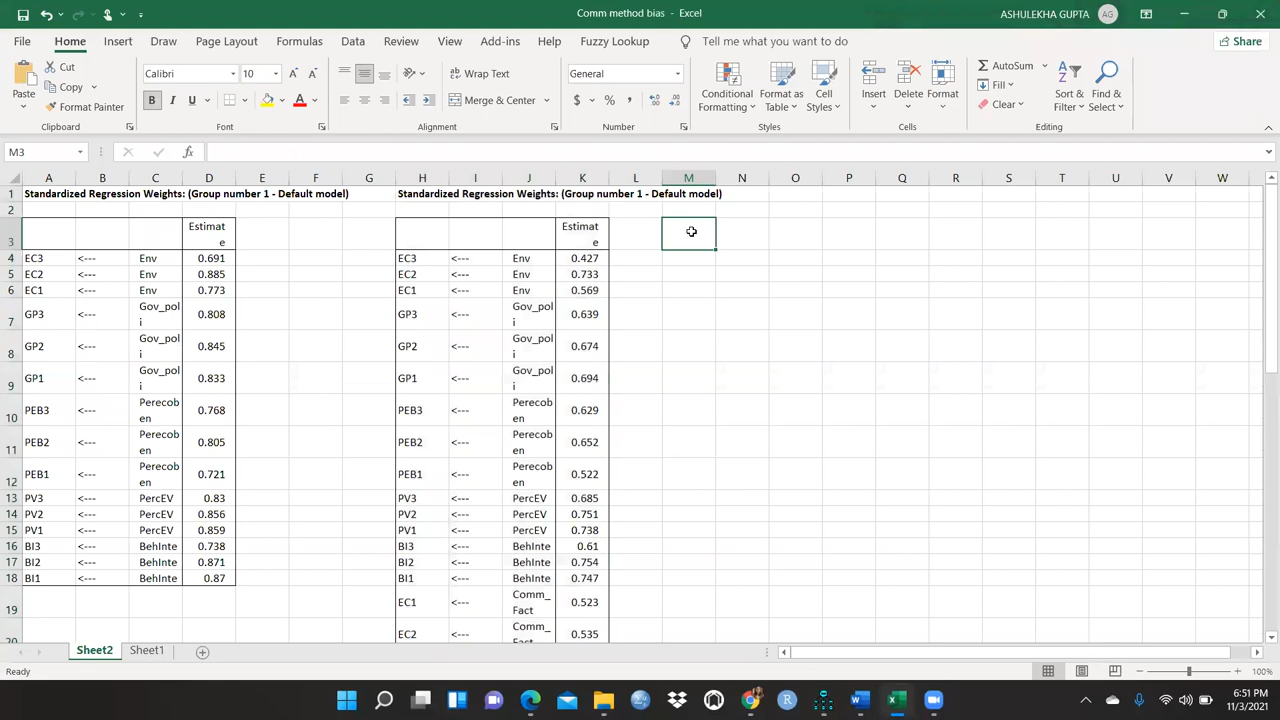 Comm method bias - Excel
ASHULEKHA GUPTA AG
File Home Insert Draw Page Layout Formulas Data Review View Add-ins Help Fuzzy Lookup Tell me what you want to do Share
Cut
Copy
Format Painter
Paste
Clipboard
Calibri 10
B I U
Font
Wrap Text
Merge & Center
Alignment
General
$ % ,
Number
Conditional Formatting
Format as Table
Cell Styles
Styles
Insert Delete Format
Cells
AutoSum
Fill
Clear
Sort & Filter
Find & Select
Editing
M3 fx
A B C D E F G H I J K L M N O P Q R S T U V W
1 Standardized Regression Weights: (Group number 1 - Default model) Standardized Regression Weights: (Group number 1 - Default model)
2
3 Estimate Estimate
4 EC3 <--- Env 0.691 EC3 <--- Env 0.427
5 EC2 <--- Env 0.885 EC2 <--- Env 0.733
6 EC1 <--- Env 0.773 EC1 <--- Env 0.569
7 GP3 <--- Gov_poli 0.808 GP3 <--- Gov_poli 0.639
8 GP2 <--- Gov_poli 0.845 GP2 <--- Gov_poli 0.674
9 GP1 <--- Gov_poli 0.833 GP1 <--- Gov_poli 0.694
10 PEB3 <--- Perecoben 0.768 PEB3 <--- Perecoben 0.629
11 PEB2 <--- Perecoben 0.805 PEB2 <--- Perecoben 0.652
12 PEB1 <--- Perecoben 0.721 PEB1 <--- Perecoben 0.522
13 PV3 <--- PercEV 0.83 PV3 <--- PercEV 0.685
14 PV2 <--- PercEV 0.856 PV2 <--- PercEV 0.751
15 PV1 <--- PercEV 0.859 PV1 <--- PercEV 0.738
16 BI3 <--- BehInte 0.738 BI3 <--- BehInte 0.61
17 BI2 <--- BehInte 0.871 BI2 <--- BehInte 0.754
18 BI1 <--- BehInte 0.87 BI1 <--- BehInte 0.747
19 EC1 <--- Comm_Fact 0.523
20 EC2 <--- Comm_Fact 0.535
Sheet2 Sheet1
Ready 100%
6:51 PM
11/3/2021